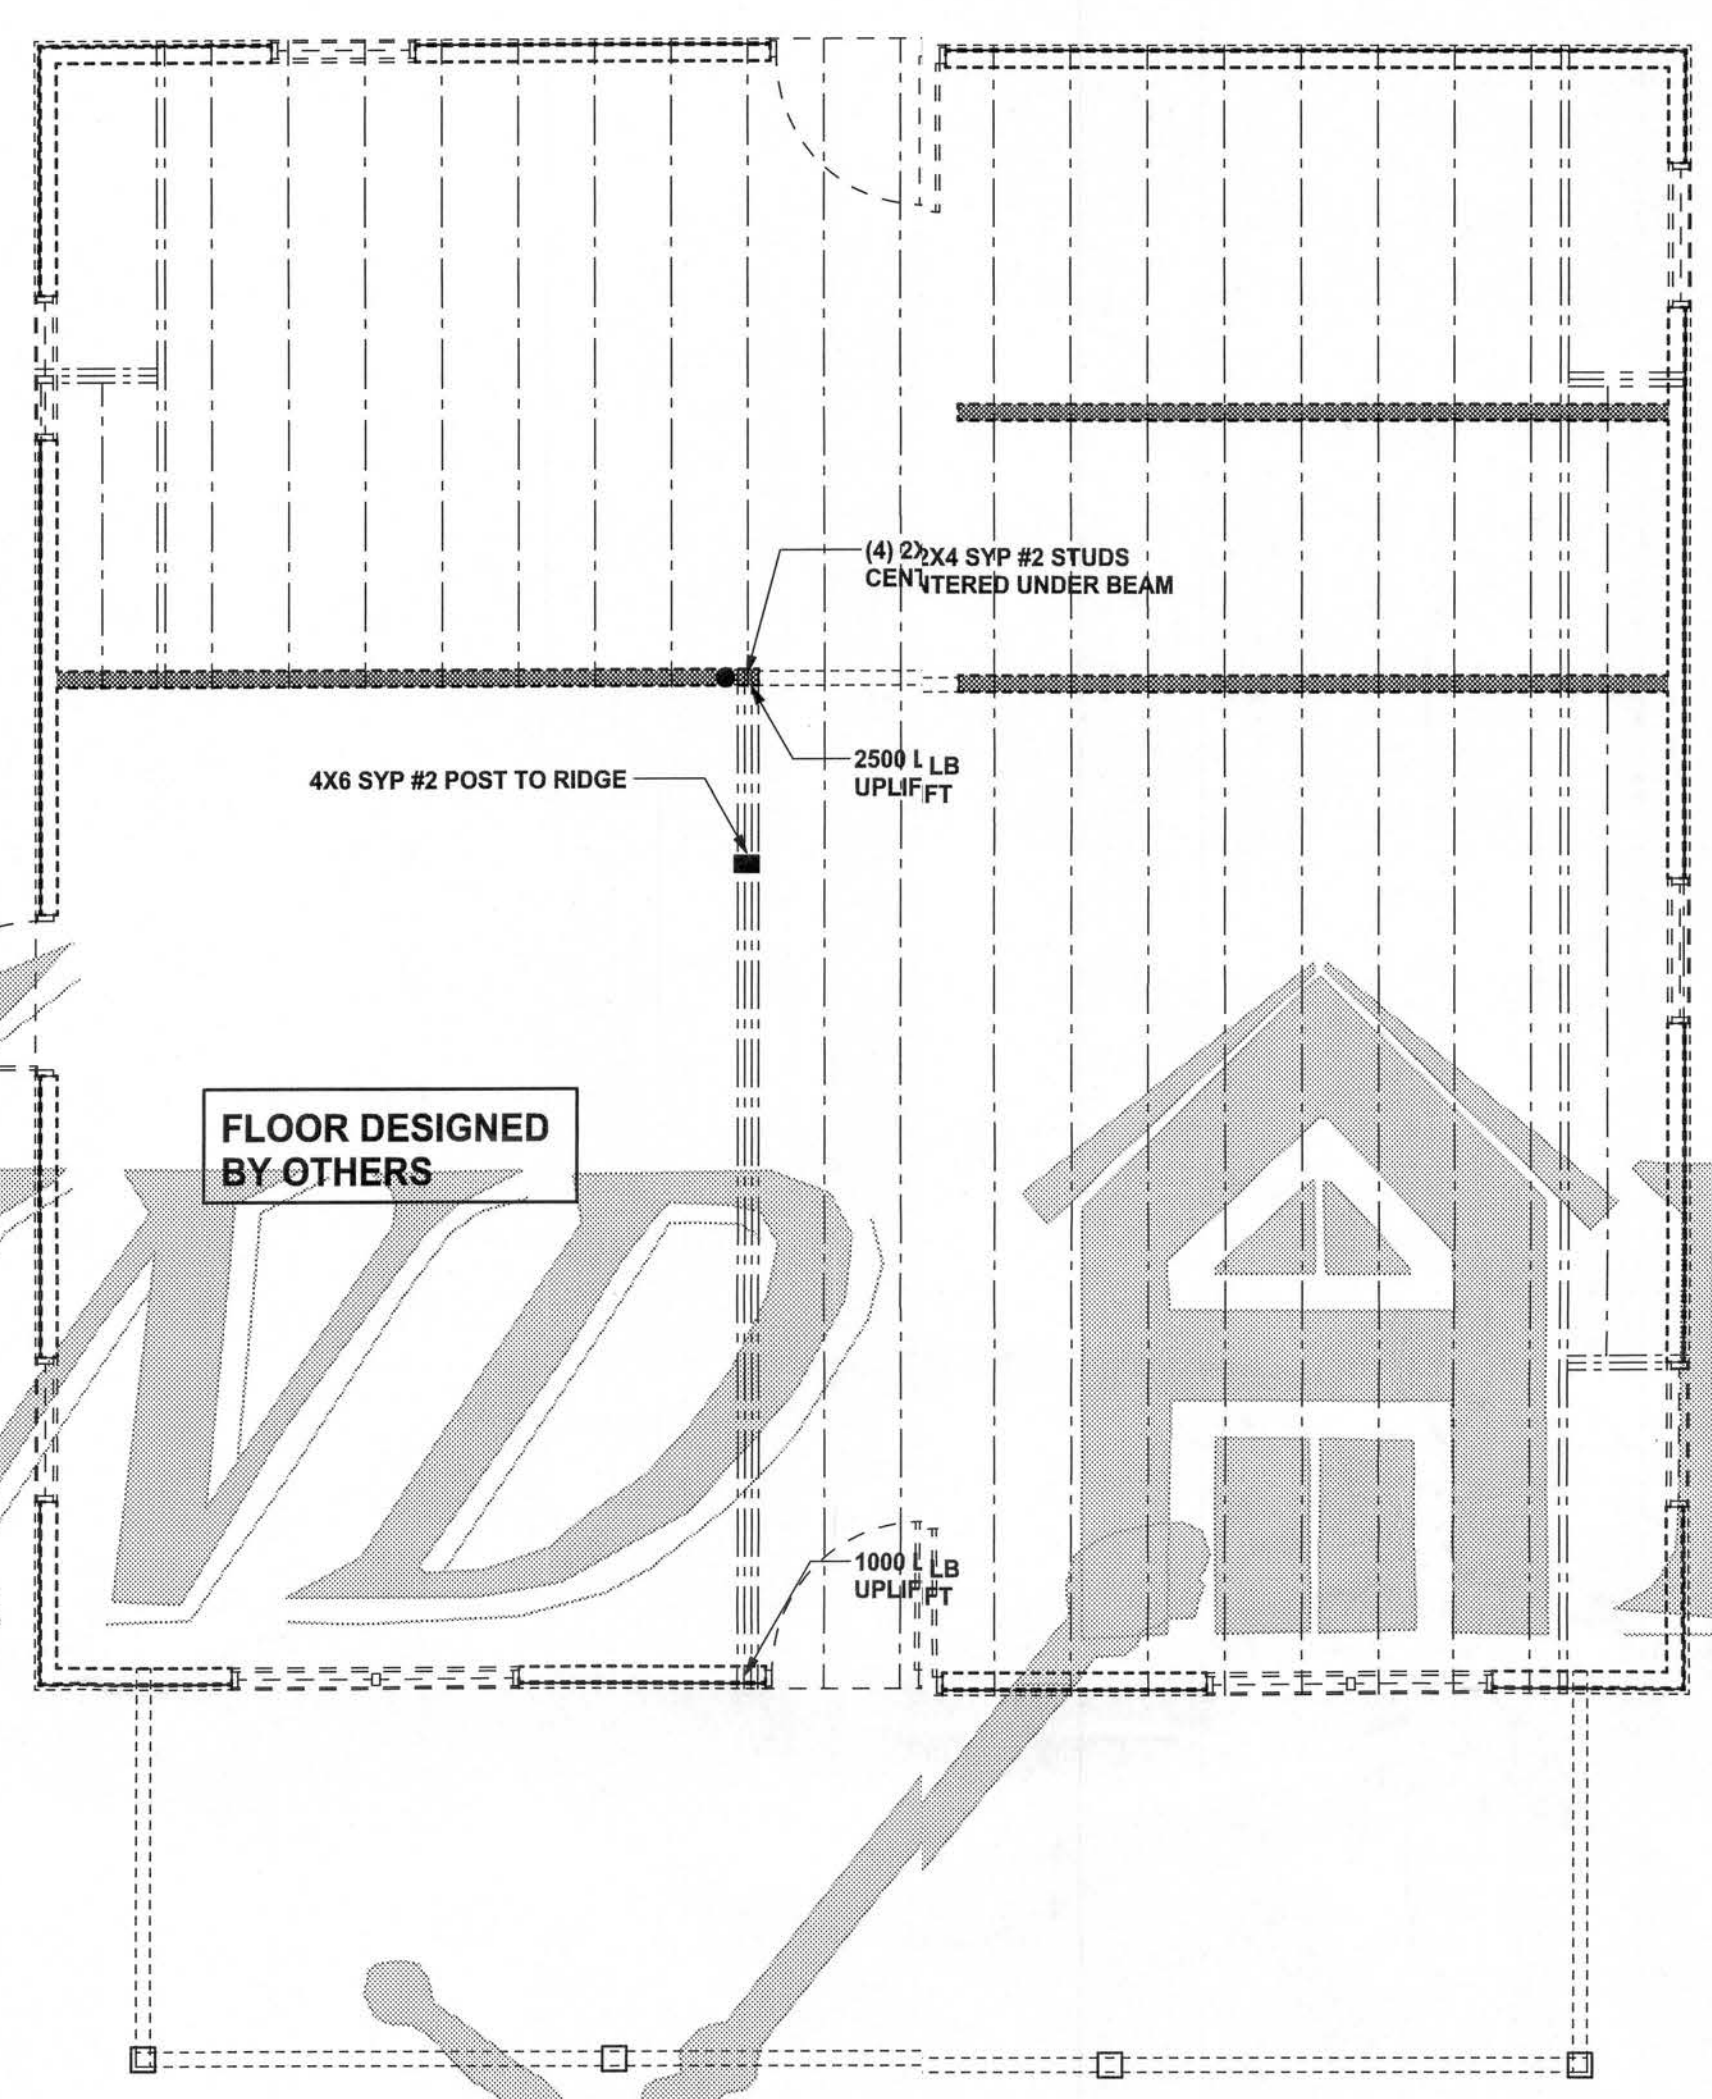 (4) 2X4 SYP #2 STUDS
CENTERED UNDER BEAM
2500 LB
UPLIFT
4X6 SYP #2 POST TO RIDGE
FLOOR DESIGNED
BY OTHERS
ND
1000 LB
UPLIFT